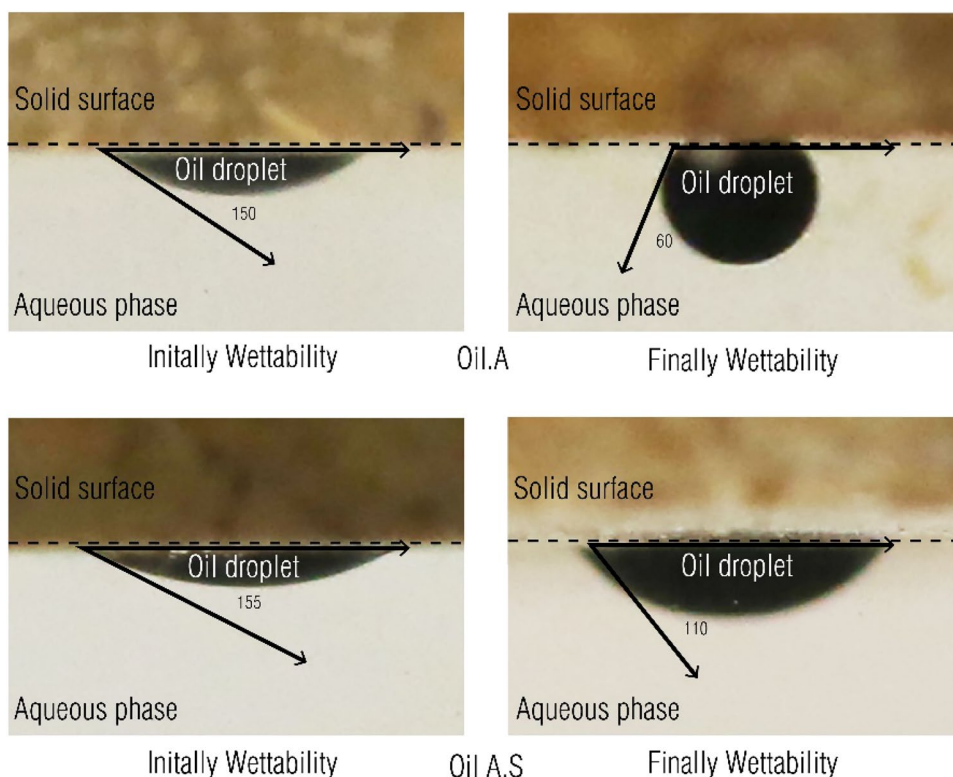 Solid surface
Oil droplet
150
Aqueous phase
Initally Wettability
Solid surface
Oil droplet
60
Aqueous phase
Finally Wettability
Oil.A
Solid surface
Oil droplet
155
Aqueous phase
Initally Wettability
Solid surface
Oil droplet
110
Aqueous phase
Finally Wettability
Oil A.S